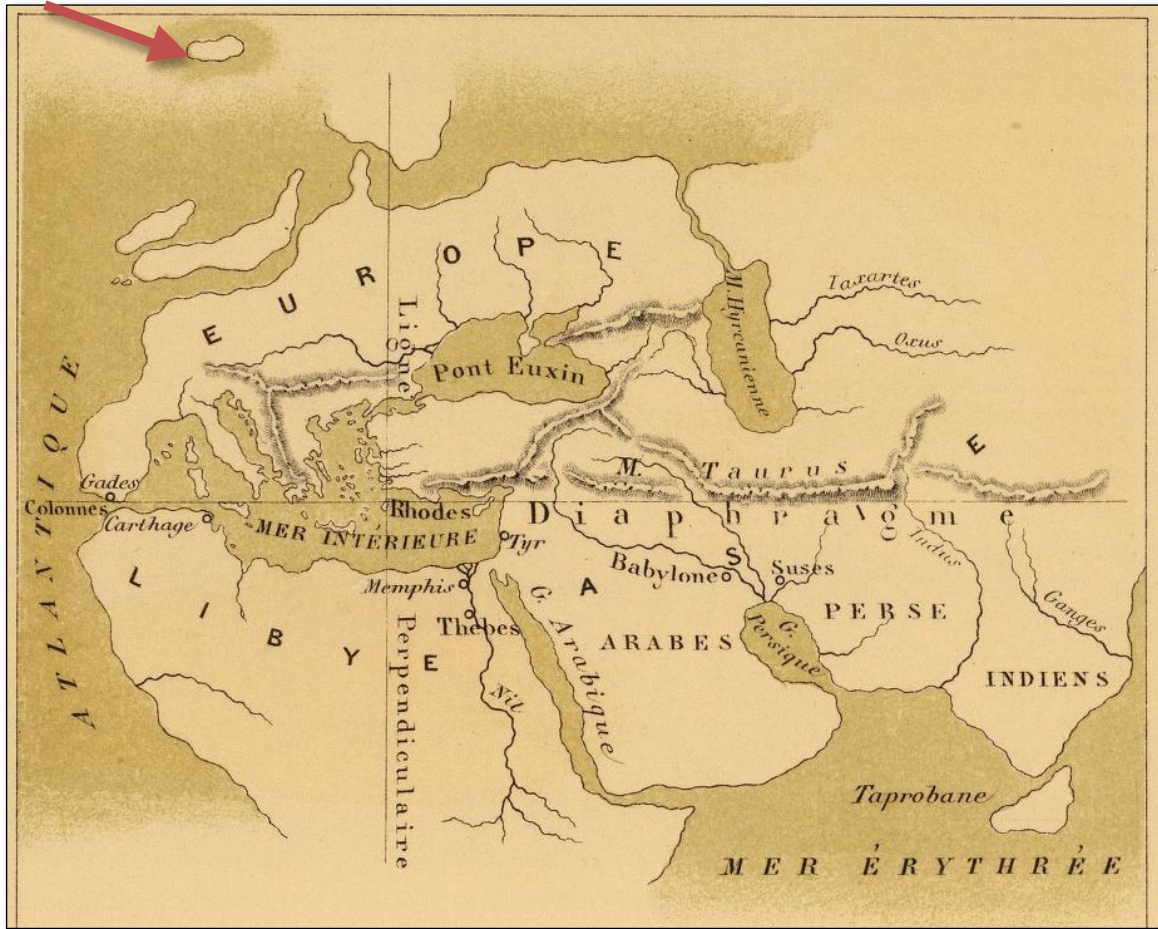 EUROPE
Ligne
Iaxartes
Oxus
M. Hyrcanienne
Pont Euxin
ATLANTIQUE
Gades
Colonnes
Carthage
M. Taurus
Rhodes
Diaphragme
MER INTÉRIEURE
Tyr
ASIE
Indus
Memphis
Babylone
Suses
Ganges
LIBYE
Thèbes
G. Arabique
ARABES
G. Persique
PERSE
INDIENS
Perpendiculaire
Nil
Taprobane
MER ÉRYTHRÉE